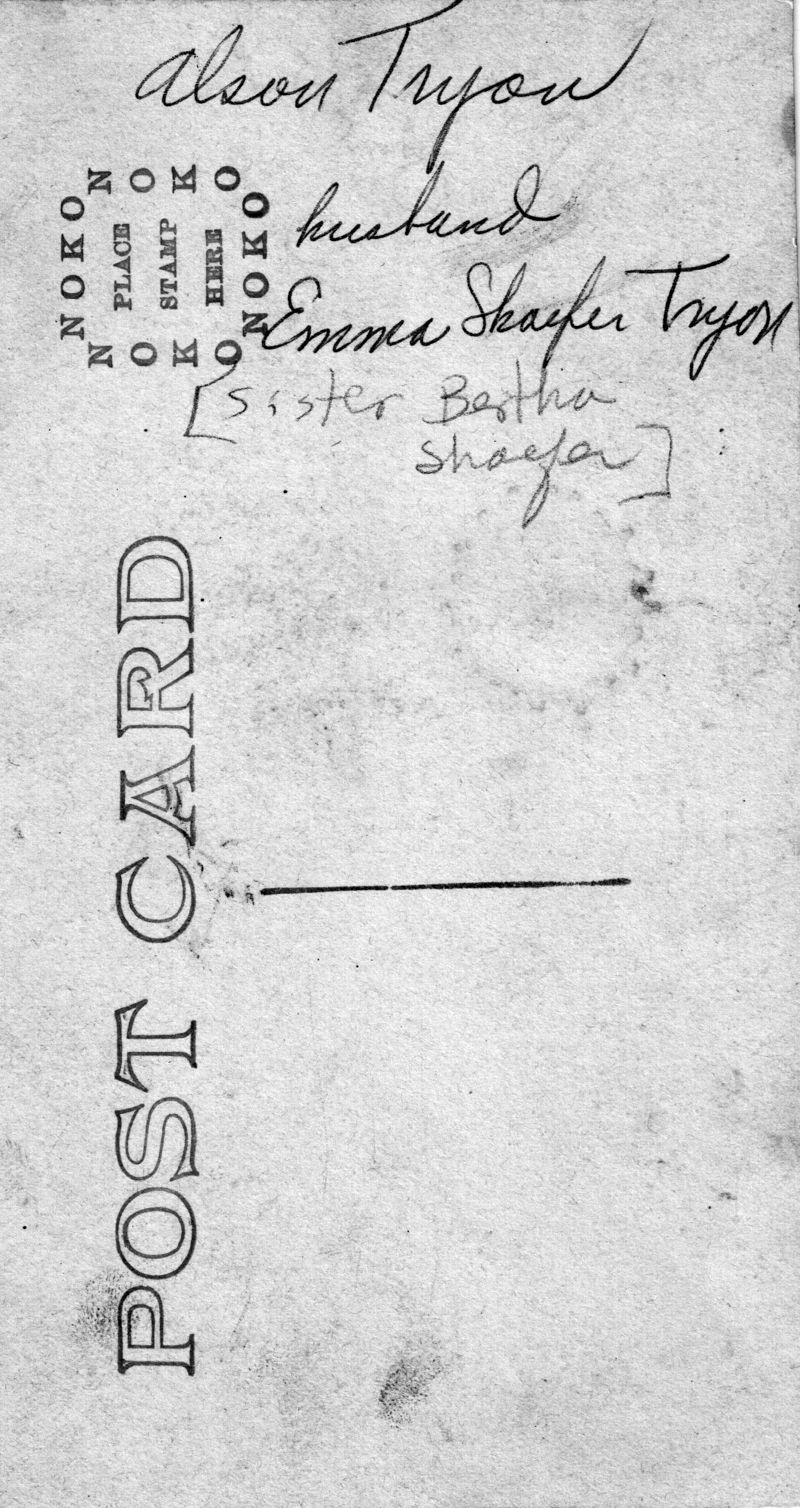 Alson Tryon
husband
Emma Shaefer Tryon
[Sister Bertha
Shaefer]
NOKO
N O K O
PLACE
STAMP
HERE
N O K O
NOKO
POST CARD